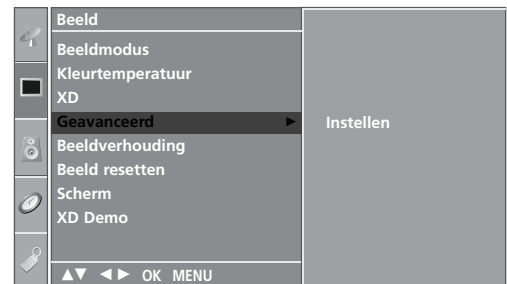 Beeld
Beeldmodus
Kleurtemperatuur
XD
Geavanceerd ► Instellen
Beeldverhouding
Beeld resetten
Scherm
XD Demo
▲▼ ◄► OK MENU